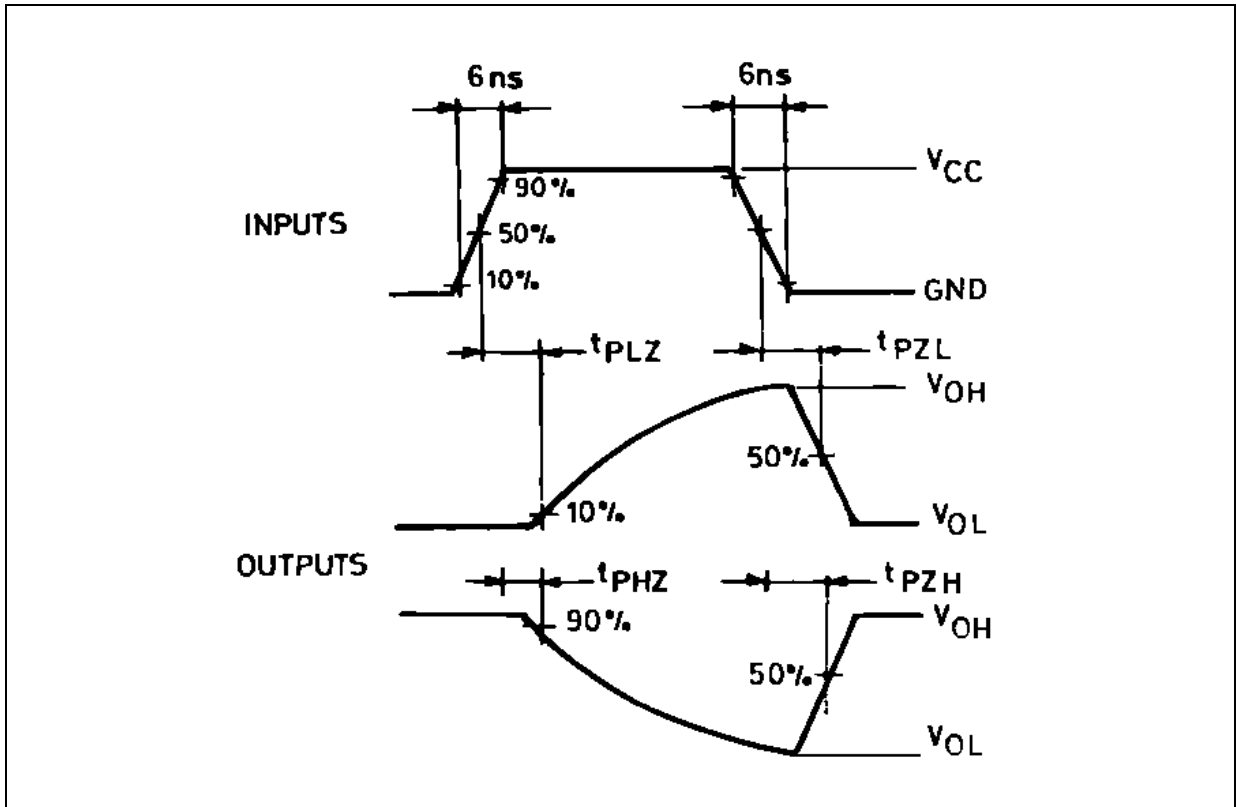 6ns 6ns
VCC
90%
INPUTS 50%
10% GND
tPLZ tPZL
VOH
50%
10% VOL
OUTPUTS
tPHZ tPZH
90% VOH
50%
VOL